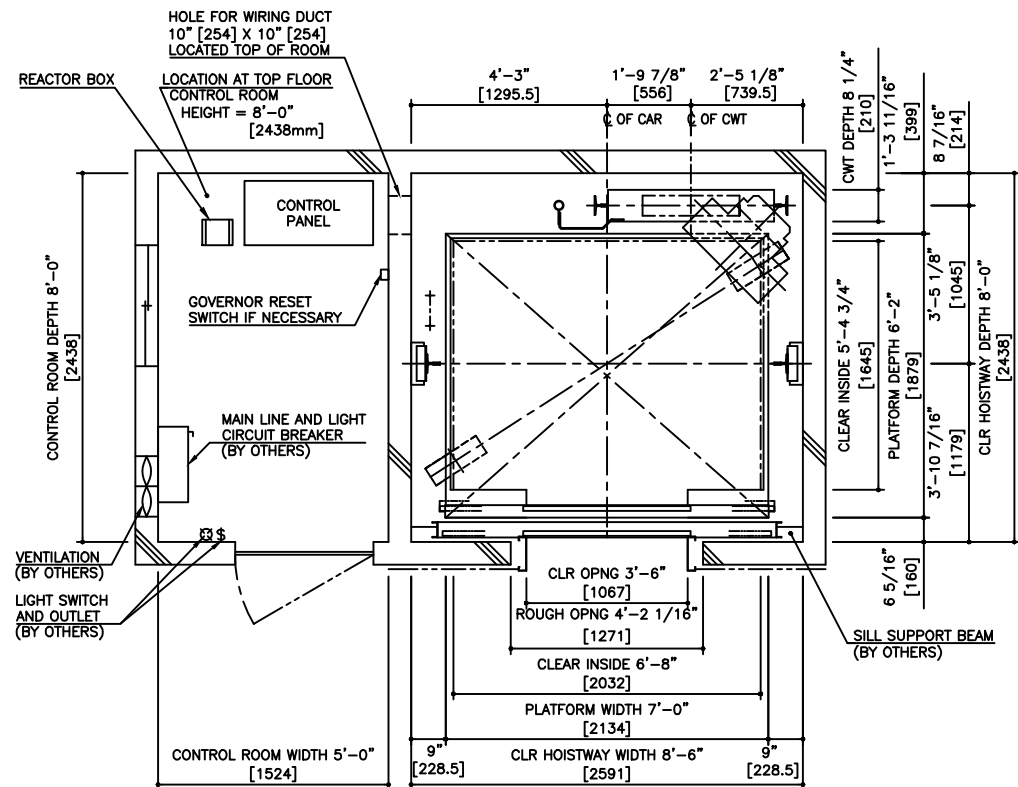 HOLE FOR WIRING DUCT
10" [254] X 10" [254]
LOCATED TOP OF ROOM
REACTOR BOX
LOCATION AT TOP FLOOR
CONTROL ROOM
HEIGHT = 8'-0"
[2438mm]
4'-3"
[1295.5]
1'-9 7/8"
[556]
2'-5 1/8"
[739.5]
℄ OF CAR
℄ OF CWT
CWT DEPTH 8 1/4"
[210]
1'-3 11/16"
[399]
8 7/16"
[214]
CONTROL
PANEL
GOVERNOR RESET
SWITCH IF NECESSARY
CONTROL ROOM DEPTH 8'-0"
[2438]
MAIN LINE AND LIGHT
CIRCUIT BREAKER
(BY OTHERS)
CLEAR INSIDE 5'-4 3/4"
[1645]
PLATFORM DEPTH 6'-2"
[1879]
3'-5 1/8"
[1045]
3'-10 7/16"
[1179]
CLR HOISTWAY DEPTH 8'-0"
[2438]
6 5/16"
[160]
$
VENTILATION
(BY OTHERS)
LIGHT SWITCH
AND OUTLET
(BY OTHERS)
CLR OPNG 3'-6"
[1067]
ROUGH OPNG 4'-2 1/16"
[1271]
SILL SUPPORT BEAM
(BY OTHERS)
CLEAR INSIDE 6'-8"
[2032]
PLATFORM WIDTH 7'-0"
[2134]
CONTROL ROOM WIDTH 5'-0"
[1524]
9"
[228.5]
CLR HOISTWAY WIDTH 8'-6"
[2591]
9"
[228.5]